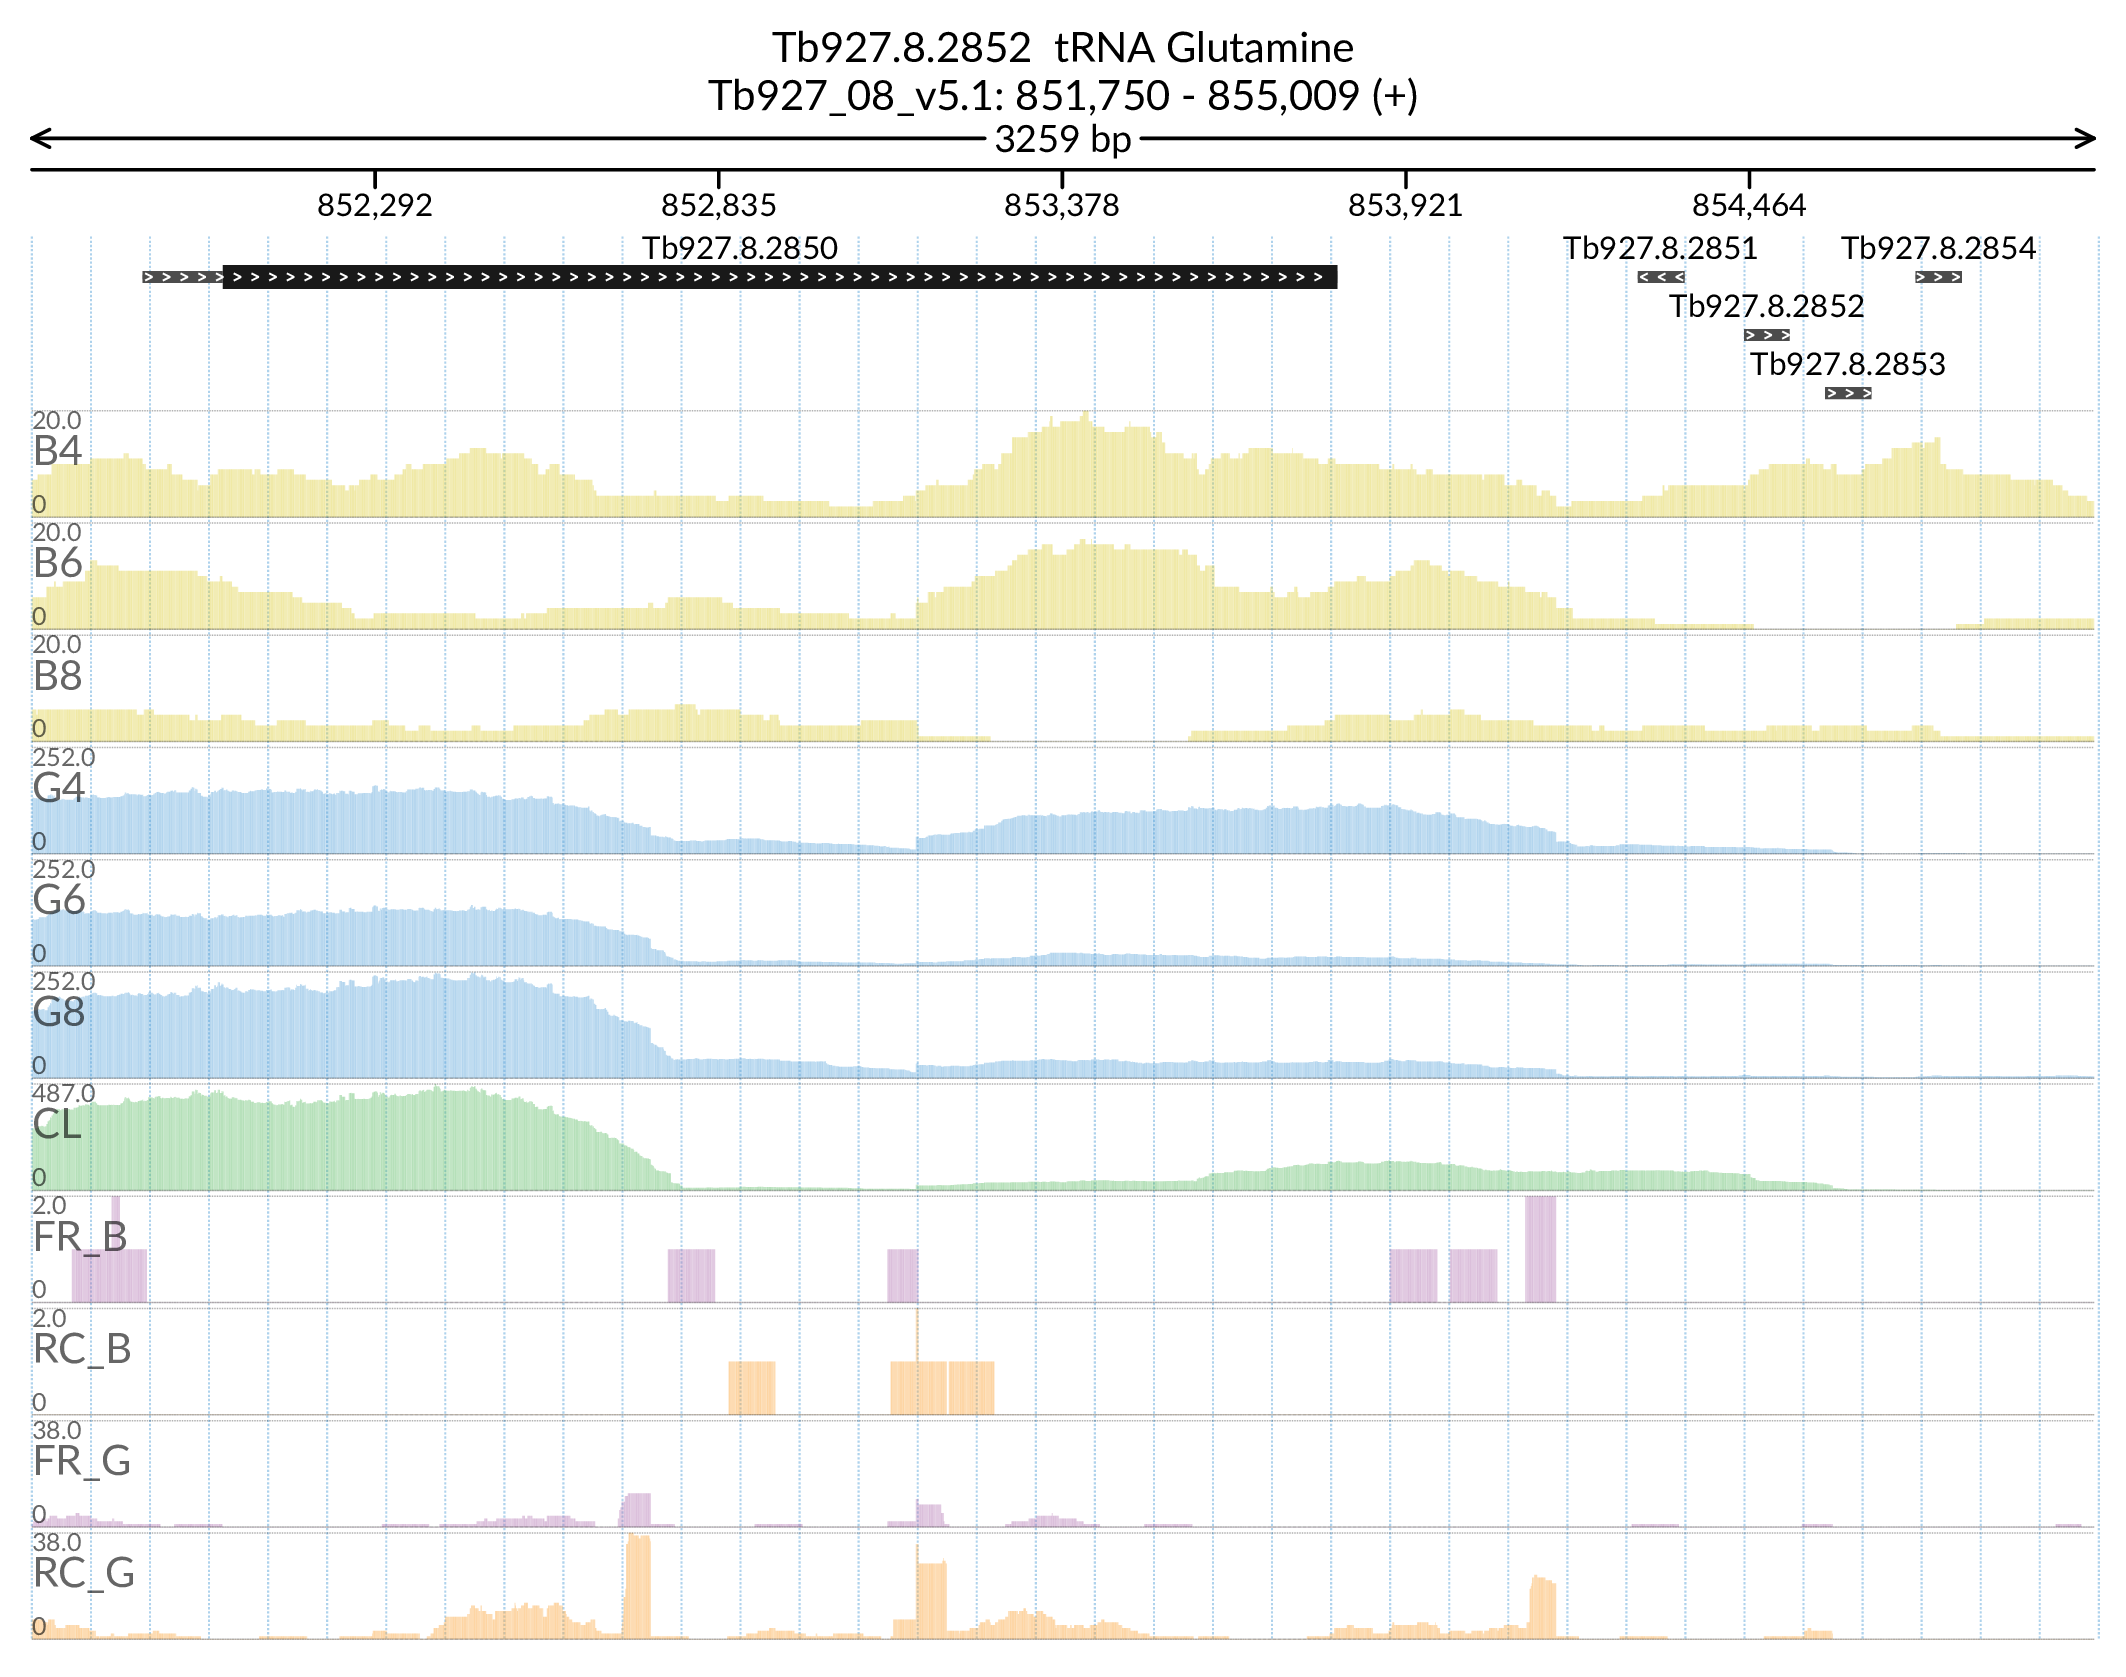 Tb927.8.2852 tRNA Glutamine
Tb927_08_v5.1: 851,750 - 855,009 (+)
3259 bp
852,292 852,835 853,378 853,921 854,464
Tb927.8.2850 Tb927.8.2851 Tb927.8.2854
Tb927.8.2852
Tb927.8.2853
20.0
B4
0
20.0
B6
0
20.0
B8
0
252.0
G4
0
252.0
G6
0
252.0
G8
0
487.0
CL
0
2.0
FR_B
0
2.0
RC_B
0
38.0
FR_G
0
38.0
RC_G
0